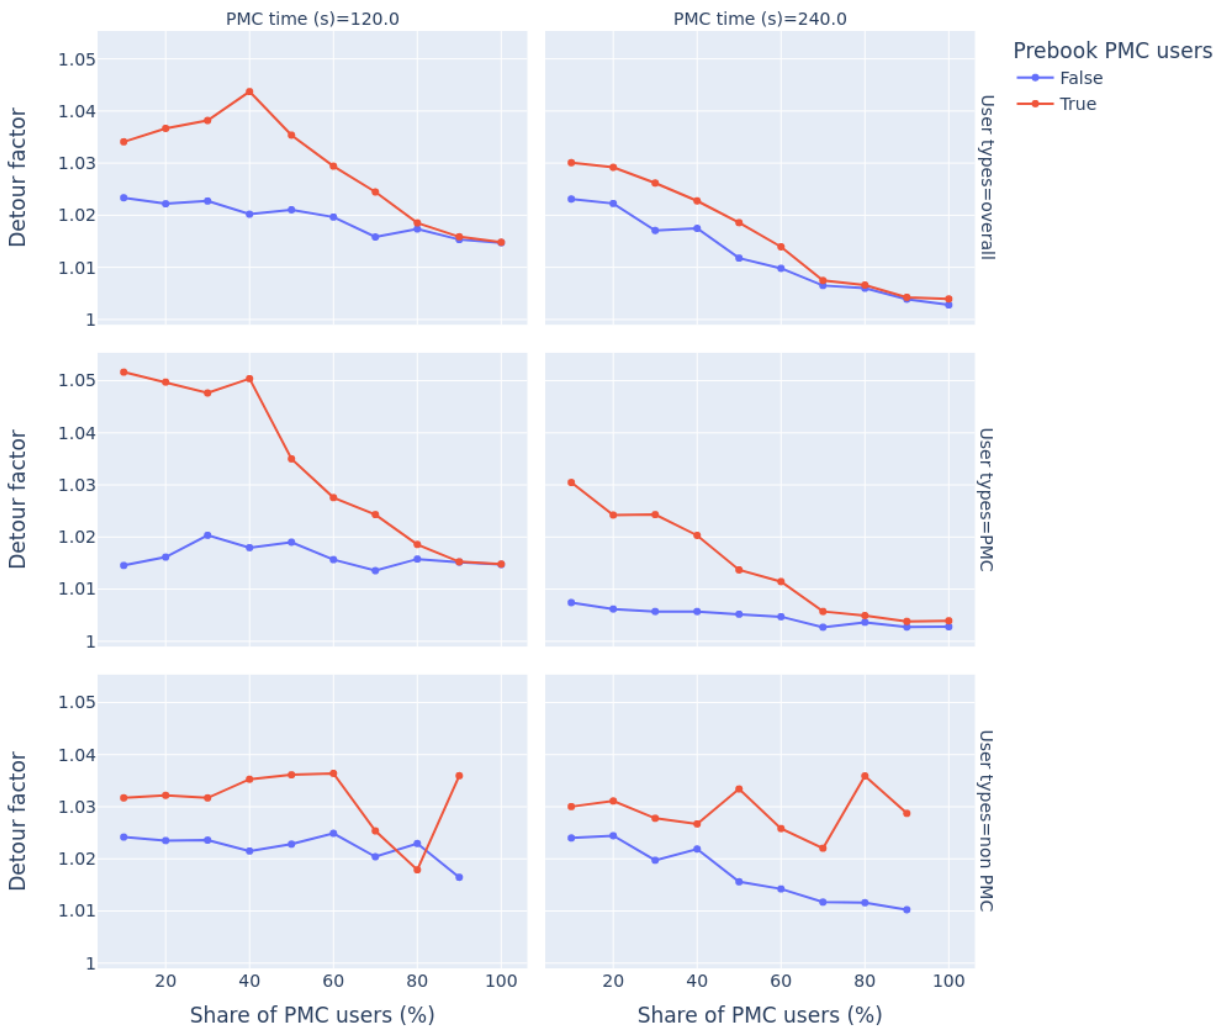 PMC time (s)=120.0
PMC time (s)=240.0
Prebook PMC users
False
True
Detour factor
1.05
1.04
1.03
1.02
1.01
1
User types=overall
Detour factor
1.05
1.04
1.03
1.02
1.01
1
User types=PMC
Detour factor
1.05
1.04
1.03
1.02
1.01
1
User types=non PMC
20 40 60 80 100
20 40 60 80 100
Share of PMC users (%)
Share of PMC users (%)